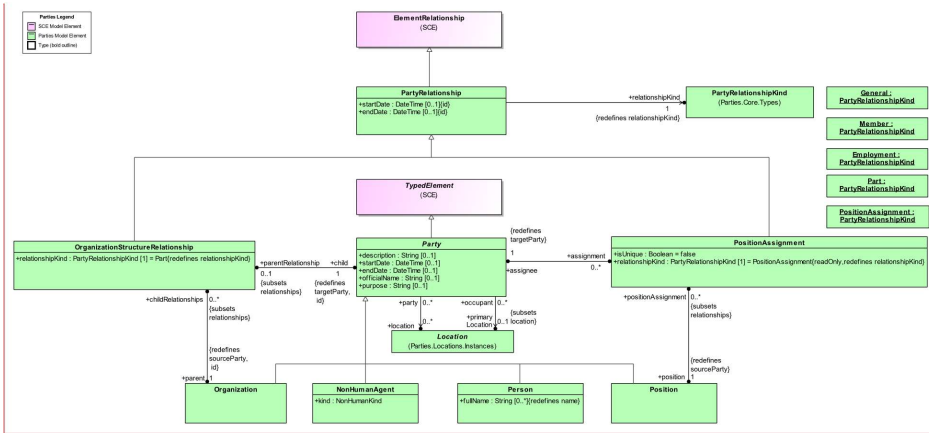 Parties Legend
SCE Model Element
Parties Model Element
Type (bold outline)
ElementRelationship
(SCE)
PartyRelationship
+startDate : DateTime [0..1]{id}
+endDate : DateTime [0..1]{id}
+relationshipKind
1
{redefines relationshipKind}
PartyRelationshipKind
(Parties.Core.Types)
General :
PartyRelationshipKind
Member :
PartyRelationshipKind
Employment :
PartyRelationshipKind
Part :
PartyRelationshipKind
PositionAssignment :
PartyRelationshipKind
TypedElement
(SCE)
OrganizationStructureRelationship
+relationshipKind : PartyRelationshipKind [1] = Part{redefines relationshipKind}
+parentRelationship
0..1
{subsets
relationships}
+child
1
{redefines
targetParty,
id}
Party
+description : String [0..1]
+startDate : DateTime [0..1]
+endDate : DateTime [0..1]
+officialName : String [0..1]
+purpose : String [0..1]
{redefines
targetParty}
1
+assignee
+assignment
0..*
PositionAssignment
+isUnique : Boolean = false
+relationshipKind : PartyRelationshipKind [1] = PositionAssignment{readOnly,redefines relationshipKind}
+childRelationships
0..*
{subsets
relationships}
{redefines
sourceParty,
id}
+parent
1
+party
0..*
+location
0..*
+occupant
0..*
+primary
Location
0..1
{subsets
location}
Location
(Parties.Locations.Instances)
+positionAssignment
0..*
{subsets
relationships}
{redefines
sourceParty}
+position
1
Organization
NonHumanAgent
+kind : NonHumanKind
Person
+fullName : String [0..*]{redefines name}
Position